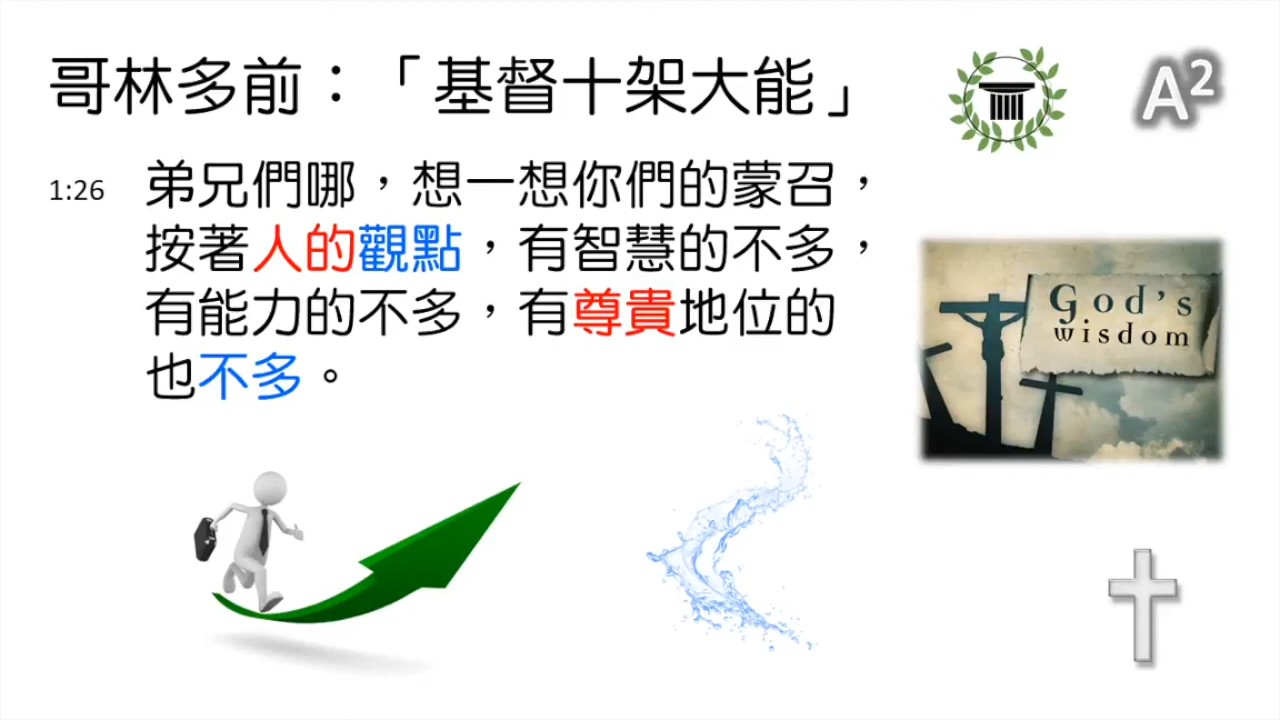 哥林多前：「基督十架大能」
A²
1:26 弟兄們哪，想一想你們的蒙召，
按著人的觀點，有智慧的不多，
有能力的不多，有尊貴地位的
也不多。
God's
wisdom